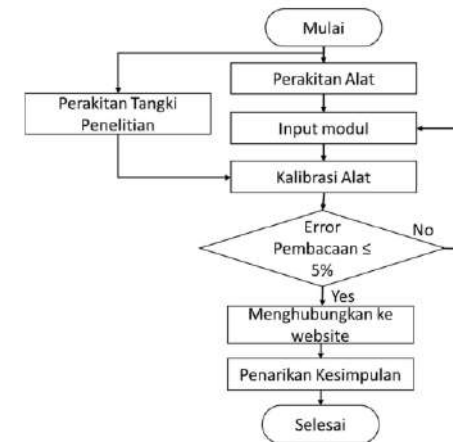 Mulai
Perakitan Alat
Perakitan Tangki
Penelitian
Input modul
Kalibrasi Alat
Error
Pembacaan ≤
5%
No
Yes
Menghubungkan ke
website
Penarikan Kesimpulan
Selesai